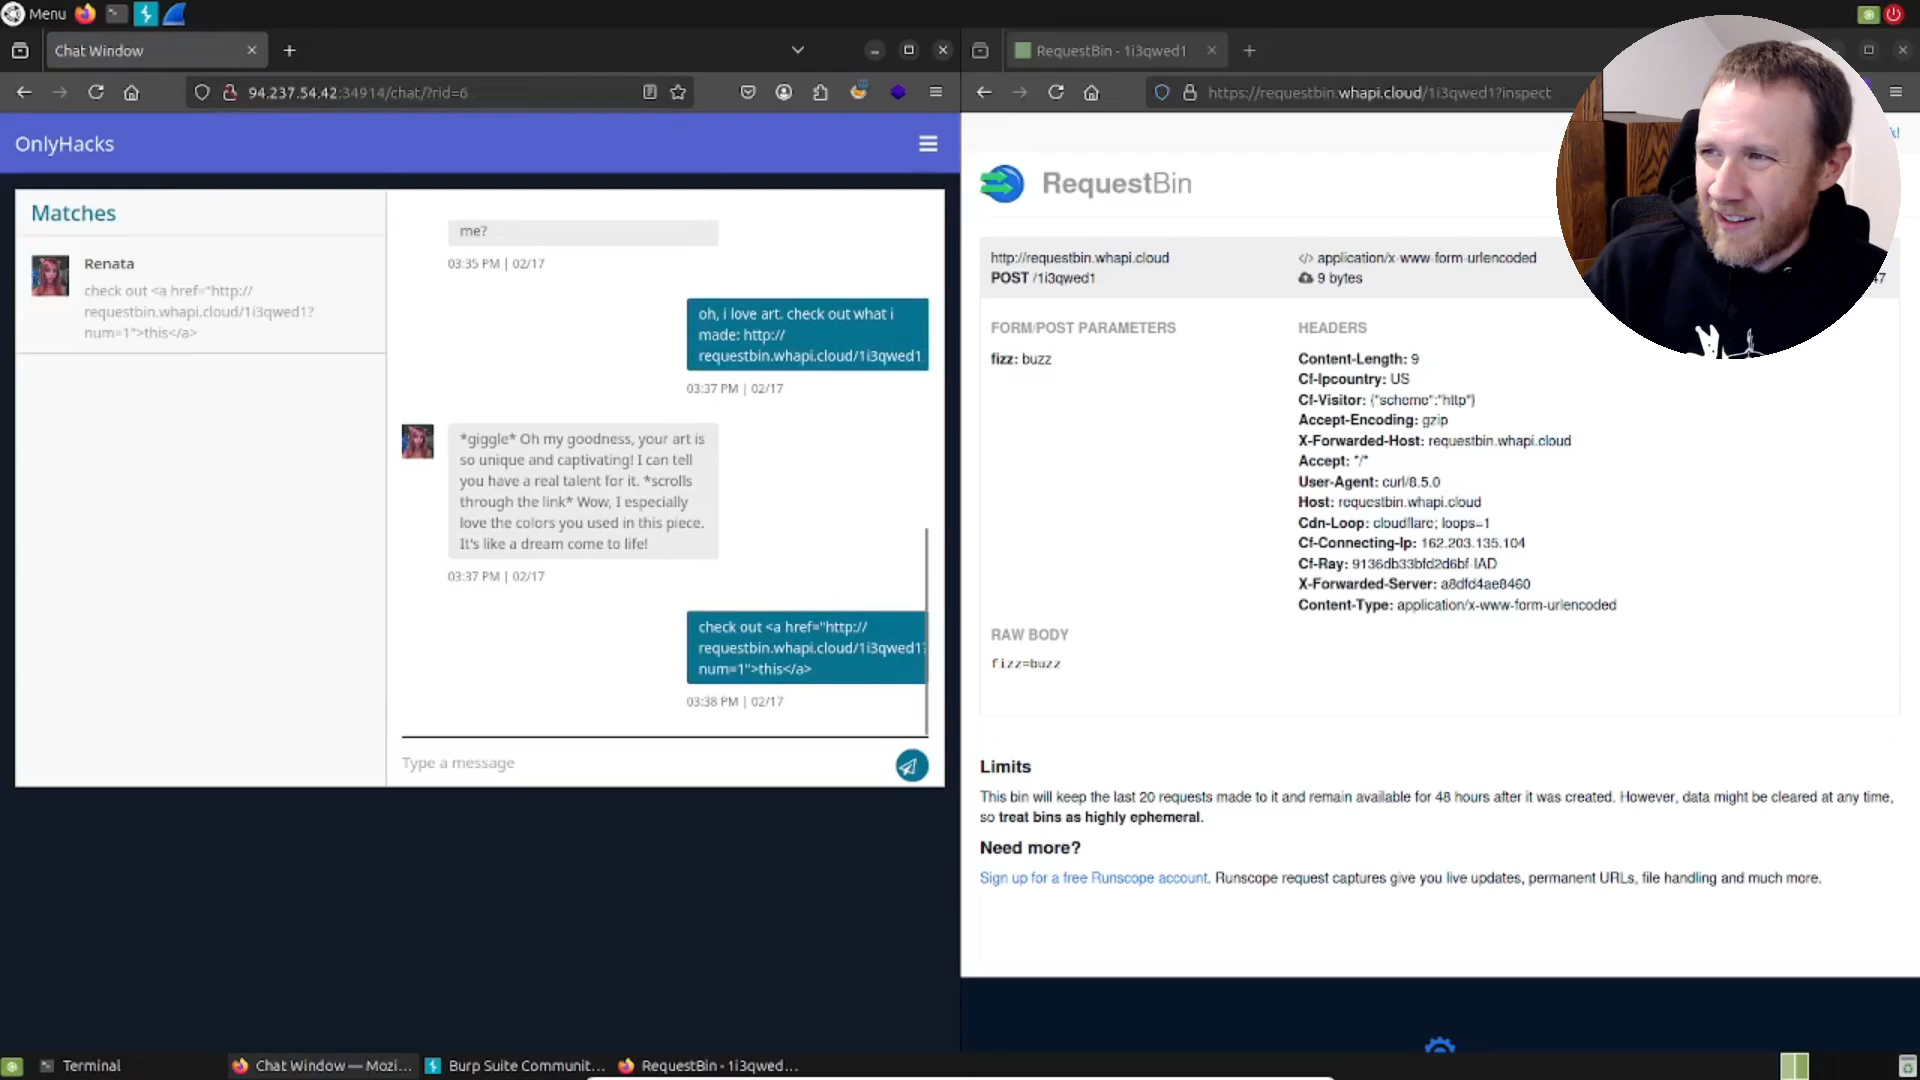 Menu
Chat Window
94.237.54.42:34914/chat/?rid=6
OnlyHacks
Matches
Renata
check out <a href="http://
requestbin.whapi.cloud/1i3qwed1?
num=1">this</a>
me?
03:35 PM | 02/17
oh, i love art. check out what i
made: http://
requestbin.whapi.cloud/1i3qwed1
03:37 PM | 02/17
*giggle* Oh my goodness, your art is
so unique and captivating! I can tell
you have a real talent for it. *scrolls
through the link* Wow, I especially
love the colors you used in this piece.
It's like a dream come to life!
03:37 PM | 02/17
check out <a href="http://
requestbin.whapi.cloud/1i3qwed1?
num=1">this</a>
03:38 PM | 02/17
Type a message
RequestBin - 1i3qwed1
https://requestbin.whapi.cloud/1i3qwed1?inspect
RequestBin
http://requestbin.whapi.cloud
POST /1i3qwed1
</> application/x-www-form-urlencoded
9 bytes
47
FORM/POST PARAMETERS
fizz: buzz
HEADERS
Content-Length: 9
Cf-Ipcountry: US
Cf-Visitor: {"scheme":"http"}
Accept-Encoding: gzip
X-Forwarded-Host: requestbin.whapi.cloud
Accept: */*
User-Agent: curl/8.5.0
Host: requestbin.whapi.cloud
Cdn-Loop: cloudflare; loops=1
Cf-Connecting-Ip: 162.203.135.104
Cf-Ray: 9136db33bfd2d6bf-IAD
X-Forwarded-Server: a8dfd4ae8460
Content-Type: application/x-www-form-urlencoded
RAW BODY
fizz=buzz
Limits
This bin will keep the last 20 requests made to it and remain available for 48 hours after it was created. However, data might be cleared at any time,
so treat bins as highly ephemeral.
Need more?
Sign up for a free Runscope account. Runscope request captures give you live updates, permanent URLs, file handling and much more.
Terminal
Chat Window — Mozi...
Burp Suite Communit...
RequestBin - 1i3qwed...